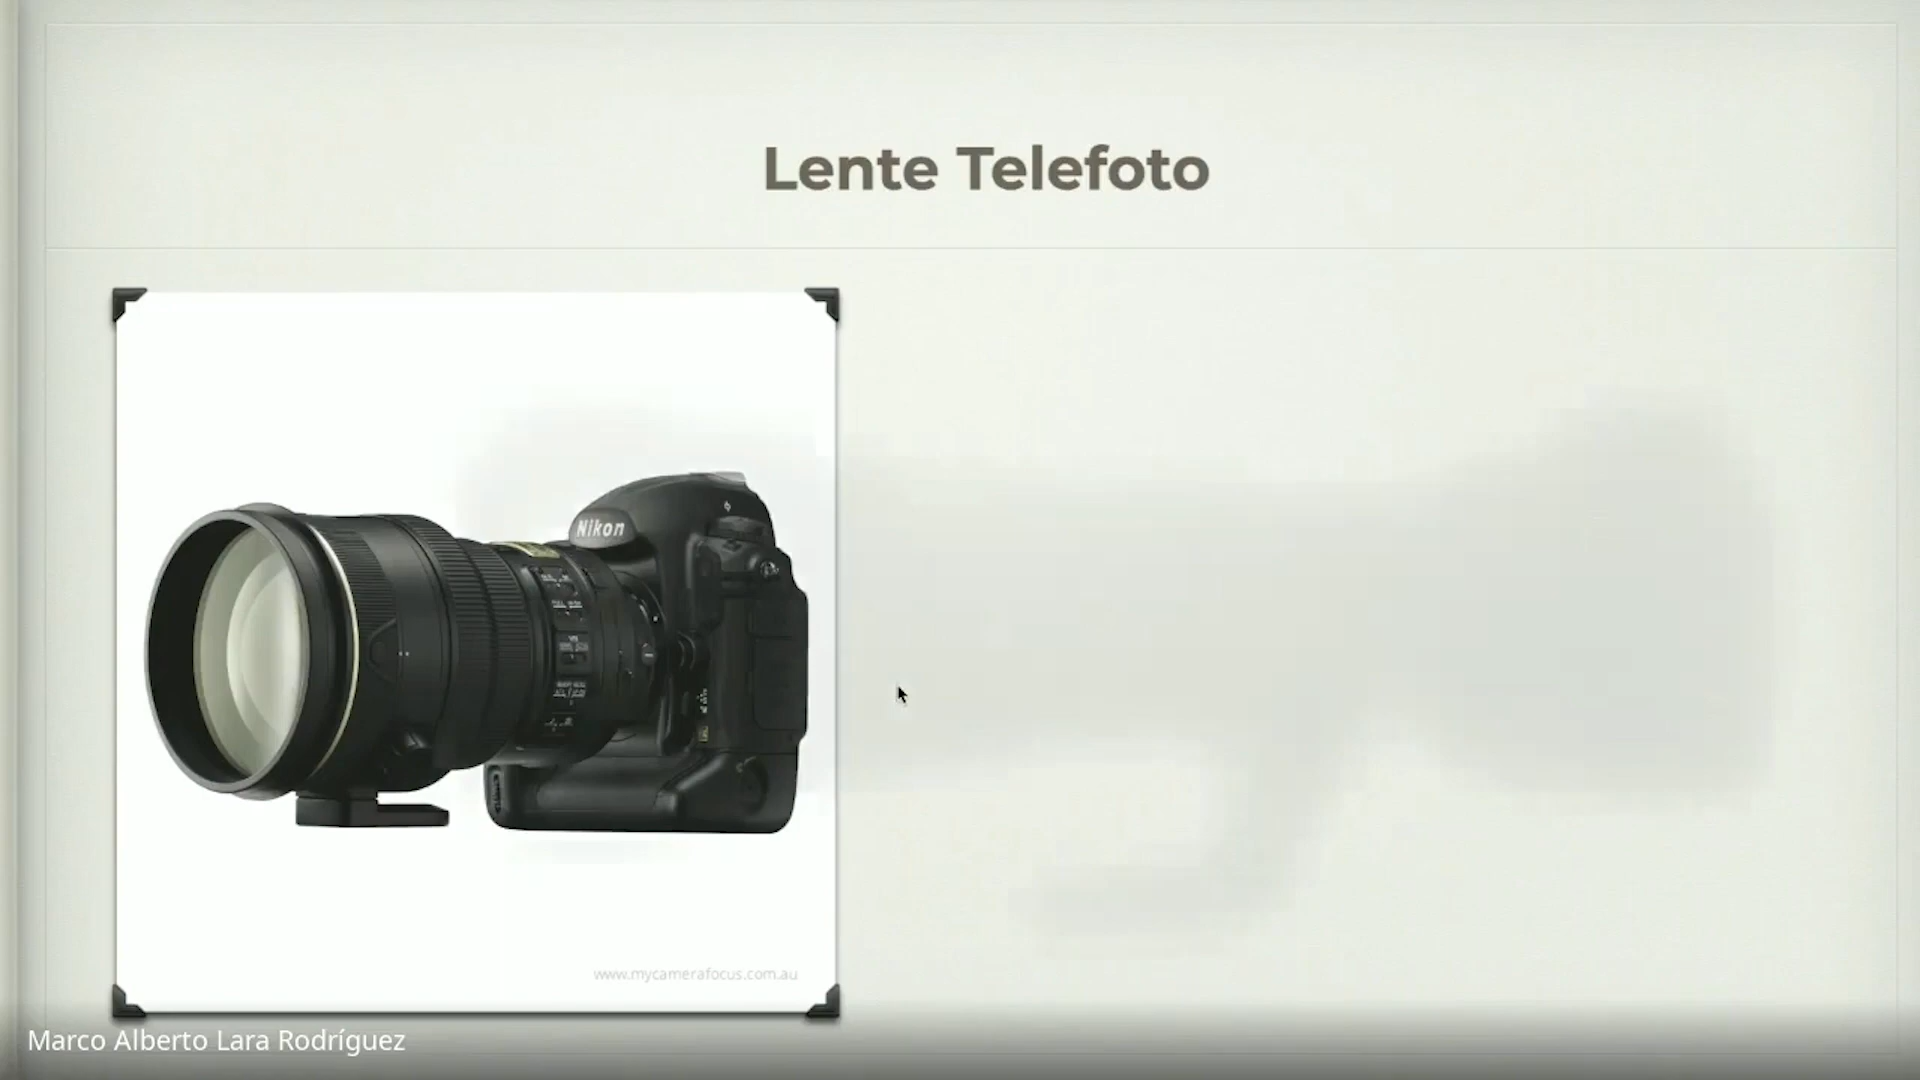 Lente Telefoto
Nikon
www.mycamerafocus.com.au
Marco Alberto Lara Rodríguez